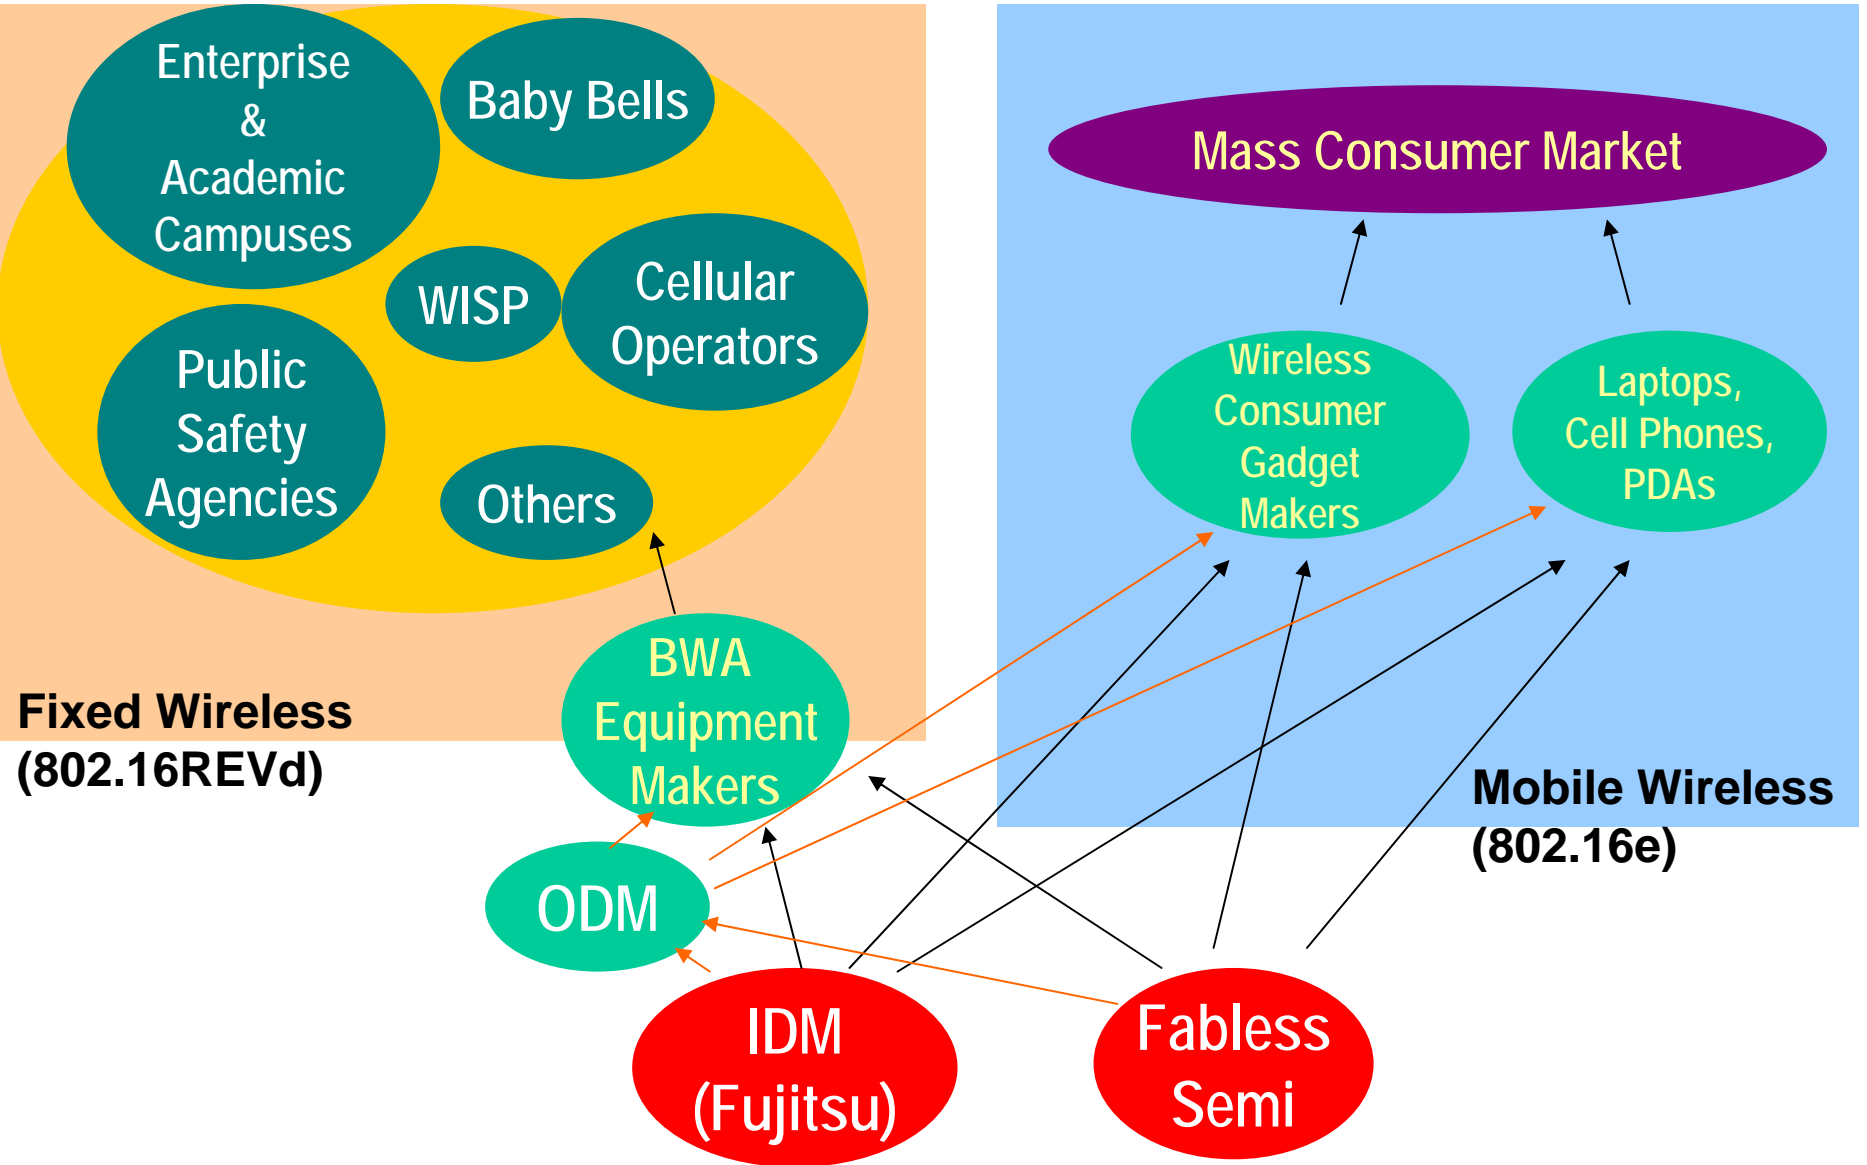 Enterprise
&
Academic
Campuses
Baby Bells
WISP
Cellular
Operators
Public
Safety
Agencies
Others
BWA
Equipment
Makers
Fixed Wireless
(802.16REVd)
Mass Consumer Market
Wireless
Consumer
Gadget
Makers
Laptops,
Cell Phones,
PDAs
Mobile Wireless
(802.16e)
ODM
IDM
(Fujitsu)
Fabless
Semi